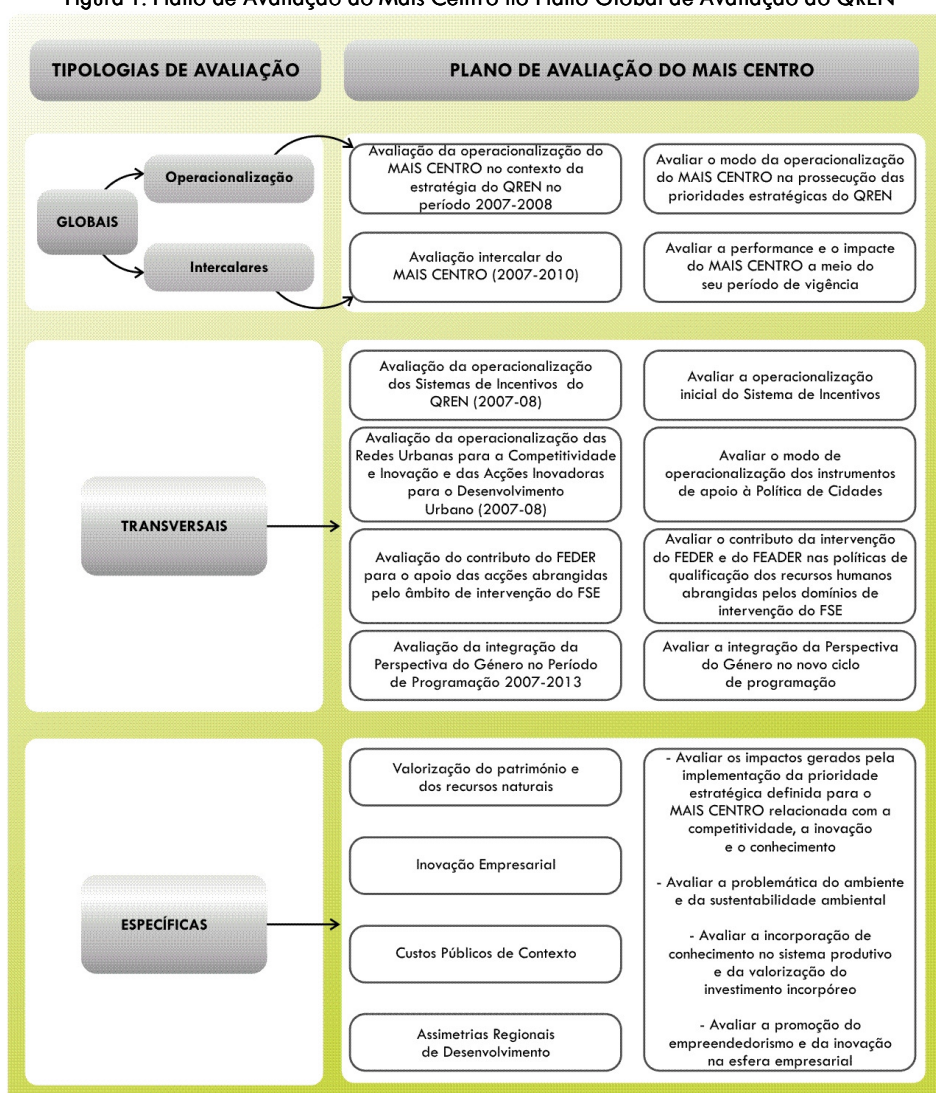 Figura 1: Plano de Avaliação do Mais Centro no Plano Global de Avaliação do QREN
TIPOLOGIAS DE AVALIAÇÃO
PLANO DE AVALIAÇÃO DO MAIS CENTRO
GLOBAIS
Operacionalização
Intercalares
Avaliação da operacionalização do
MAIS CENTRO no contexto da
estratégia do QREN no
período 2007-2008
Avaliar o modo da operacionalização
do MAIS CENTRO na prossecução das
prioridades estratégicas do QREN
Avaliação intercalar do
MAIS CENTRO (2007-2010)
Avaliar a performance e o impacte
do MAIS CENTRO a meio do
seu período de vigência
TRANSVERSAIS
Avaliação da operacionalização
dos Sistemas de Incentivos do
QREN (2007-08)
Avaliar a operacionalização
inicial do Sistema de Incentivos
Avaliação da operacionalização das
Redes Urbanas para a Competitividade
e Inovação e das Acções Inovadoras
para o Desenvolvimento
Urbano (2007-08)
Avaliar o modo de
operacionalização dos instrumentos
de apoio à Política de Cidades
Avaliação do contributo do FEDER
para o apoio das acções abrangidas
pelo âmbito de intervenção do FSE
Avaliar o contributo da intervenção
do FEDER e do FEADER nas políticas de
qualificação dos recursos humanos
abrangidas pelos domínios de
intervenção do FSE
Avaliação da integração da
Perspectiva do Género no Período
de Programação 2007-2013
Avaliar a integração da Perspectiva
do Género no novo ciclo
de programação
ESPECÍFICAS
Valorização do património e
dos recursos naturais
Inovação Empresarial
Custos Públicos de Contexto
Assimetrias Regionais
de Desenvolvimento
- Avaliar os impactos gerados pela
implementação da prioridade
estratégica definida para o
MAIS CENTRO relacionada com a
competitividade, a inovação
e o conhecimento
- Avaliar a problemática do ambiente
e da sustentabilidade ambiental
- Avaliar a incorporação de
conhecimento no sistema produtivo
e da valorização do
investimento incorpóreo
- Avaliar a promoção do
empreendedorismo e da inovação
na esfera empresarial